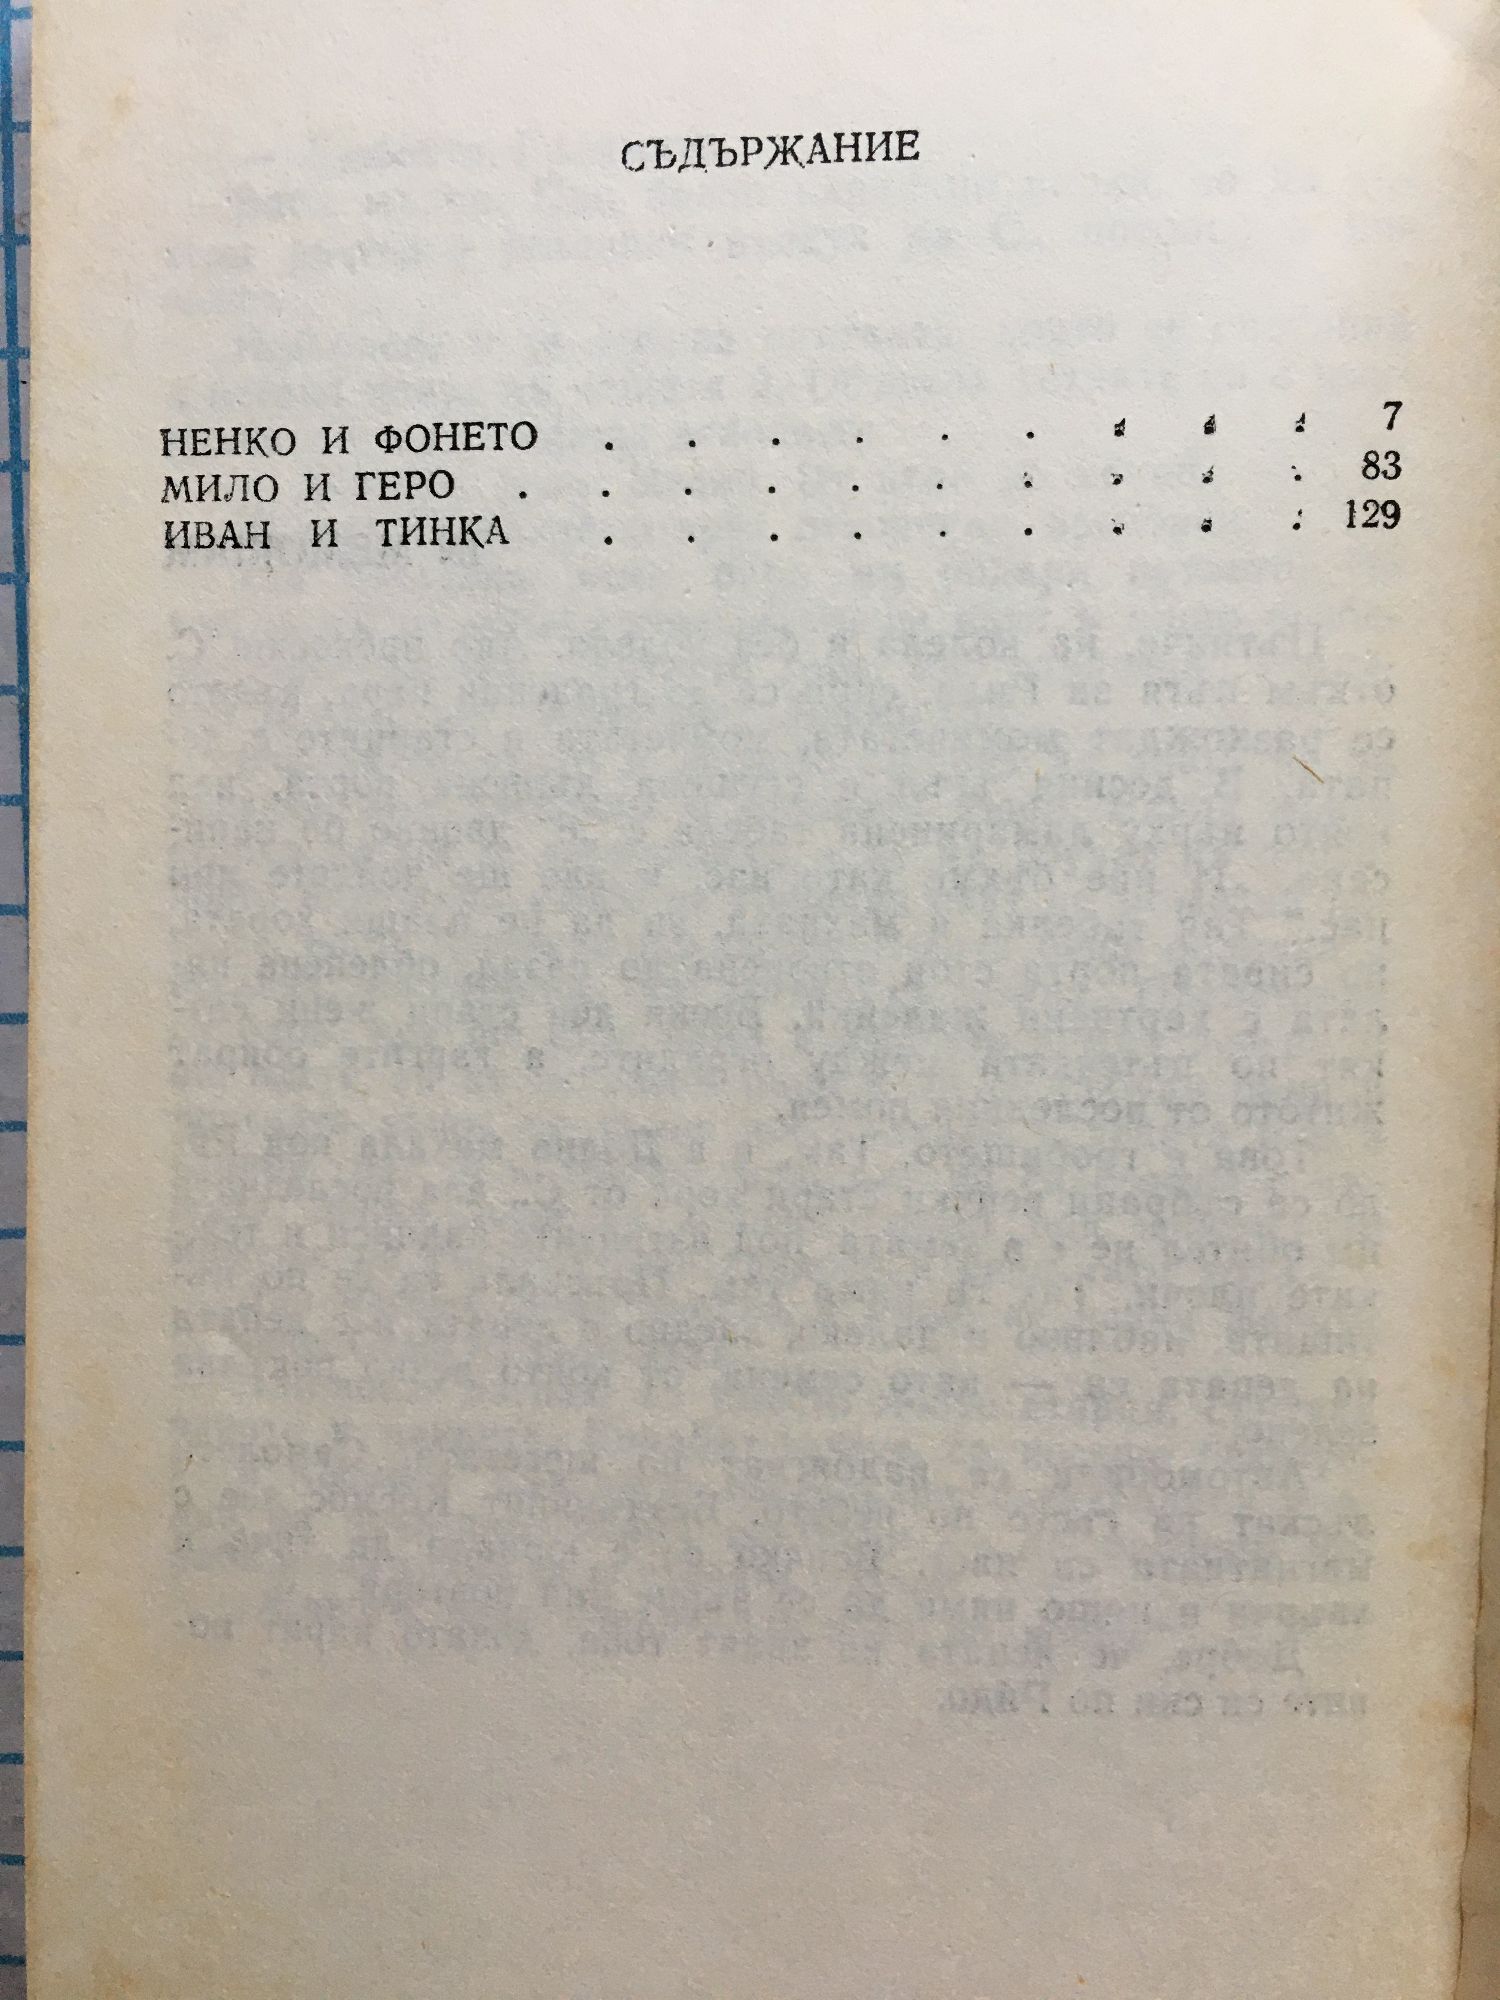 СЪДЪРЖАНИЕ
НЕНКО И ФОНЕТО . . . . . . . . . 7
МИЛО И ГЕРО . . . . . . . . . . 83
ИВАН И ТИНКА . . . . . . . . . 129